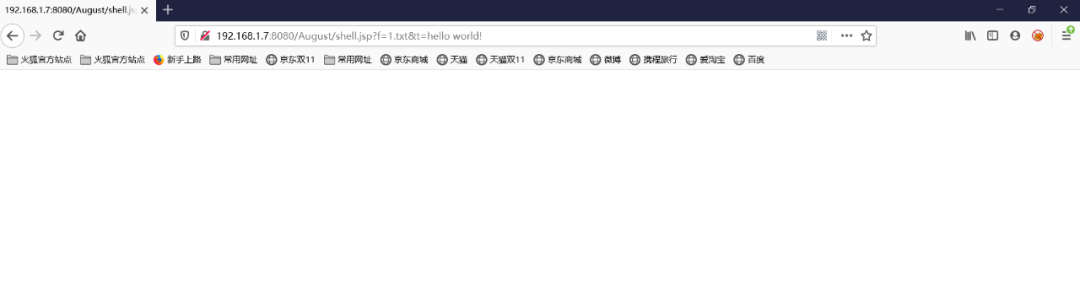 192.168.1.7:8080/August/shell.js
192.168.1.7:8080/August/shell.jsp?f=1.txt&t=hello world!
火狐官方站点 火狐官方站点 新手上路 常用网址 京东双11 常用网址 京东商城 天猫 天猫双11 京东商城 微博 携程旅行 爱淘宝 百度